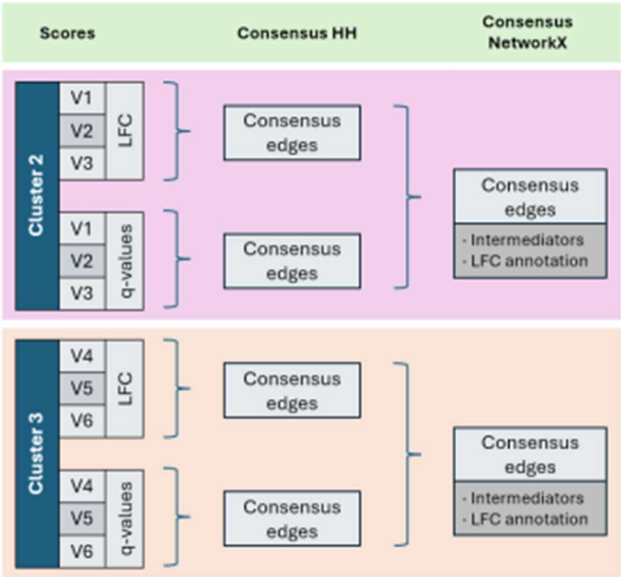 Scores
Consensus HH
Consensus
NetworkX
Cluster 2
V1
V2
V3
LFC
V1
V2
V3
q-values
Consensus
edges
Consensus
edges
Consensus
edges
- Intermediators
- LFC annotation
Cluster 3
V4
V5
V6
LFC
V4
V5
V6
q-values
Consensus
edges
Consensus
edges
Consensus
edges
- Intermediators
- LFC annotation